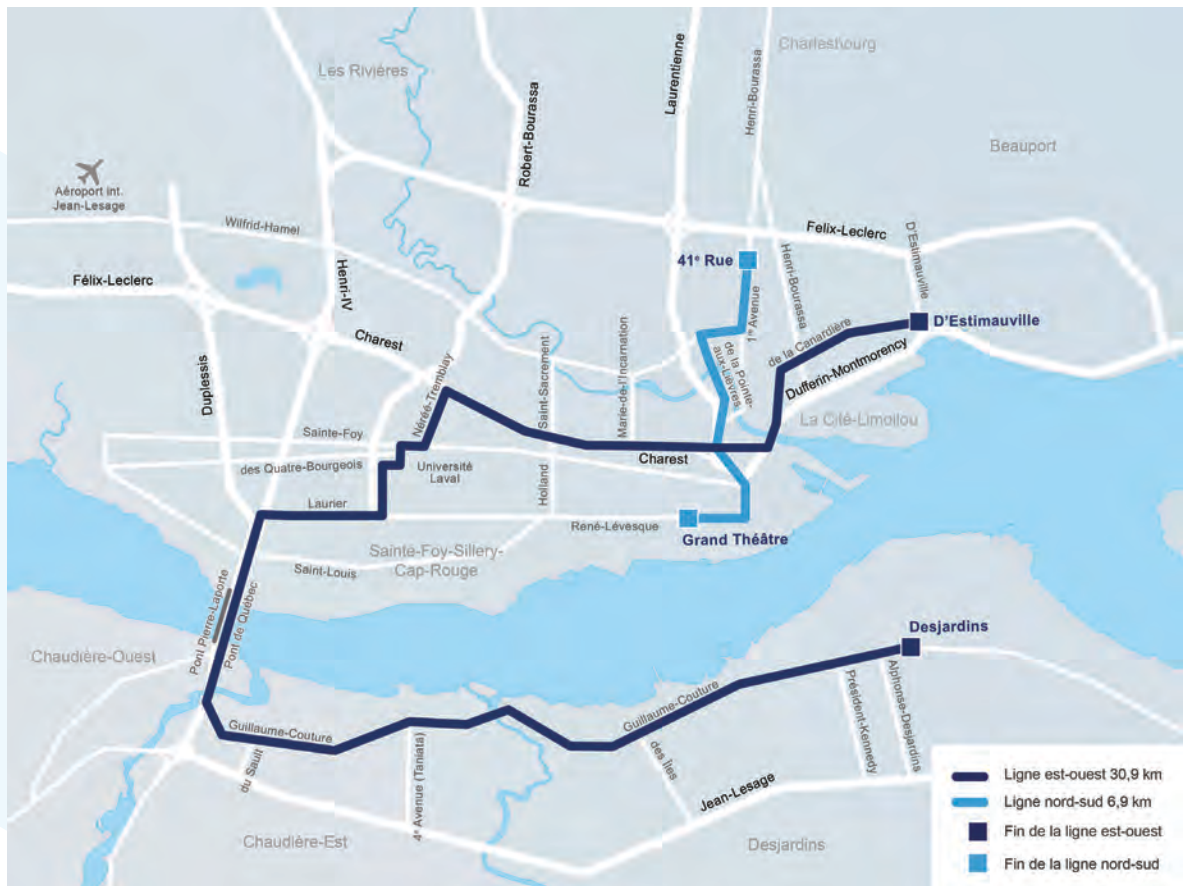 Charlesbourg
Les Rivières
Laurentienne
Henri-Bourassa
Robert-Bourassa
Beauport
Aéroport int.
Jean-Lesage
Wilfrid-Hamel
Felix-Leclerc
D'Estimauville
41e Rue
Henri-Bourassa
Félix-Leclerc
Henri-IV
1re Avenue
D'Estimauville
de la Canardière
Charest
Marie-de-l'Incarnation
de la Pointe-
aux-Lièvres
Dufferin-Montmorency
Duplessis
Néréé-Tremblay
Saint-Sacrement
La Cité-Limoilou
Sainte-Foy
Charest
des Quatre-Bourgeois
Université
Laval
Holland
Laurier
René-Lévesque
Grand Théâtre
Sainte-Foy-Sillery-
Cap-Rouge
Saint-Louis
Pont Pierre-Laporte
Pont de Québec
Desjardins
Chaudière-Ouest
Guillaume-Couture
Guillaume-Couture
Président-Kennedy
Alphonse-Desjardins
du Sault
4e Avenue (Taniata)
des Îles
Jean-Lesage
Chaudière-Est
Desjardins
Ligne est-ouest 30,9 km
Ligne nord-sud 6,9 km
Fin de la ligne est-ouest
Fin de la ligne nord-sud